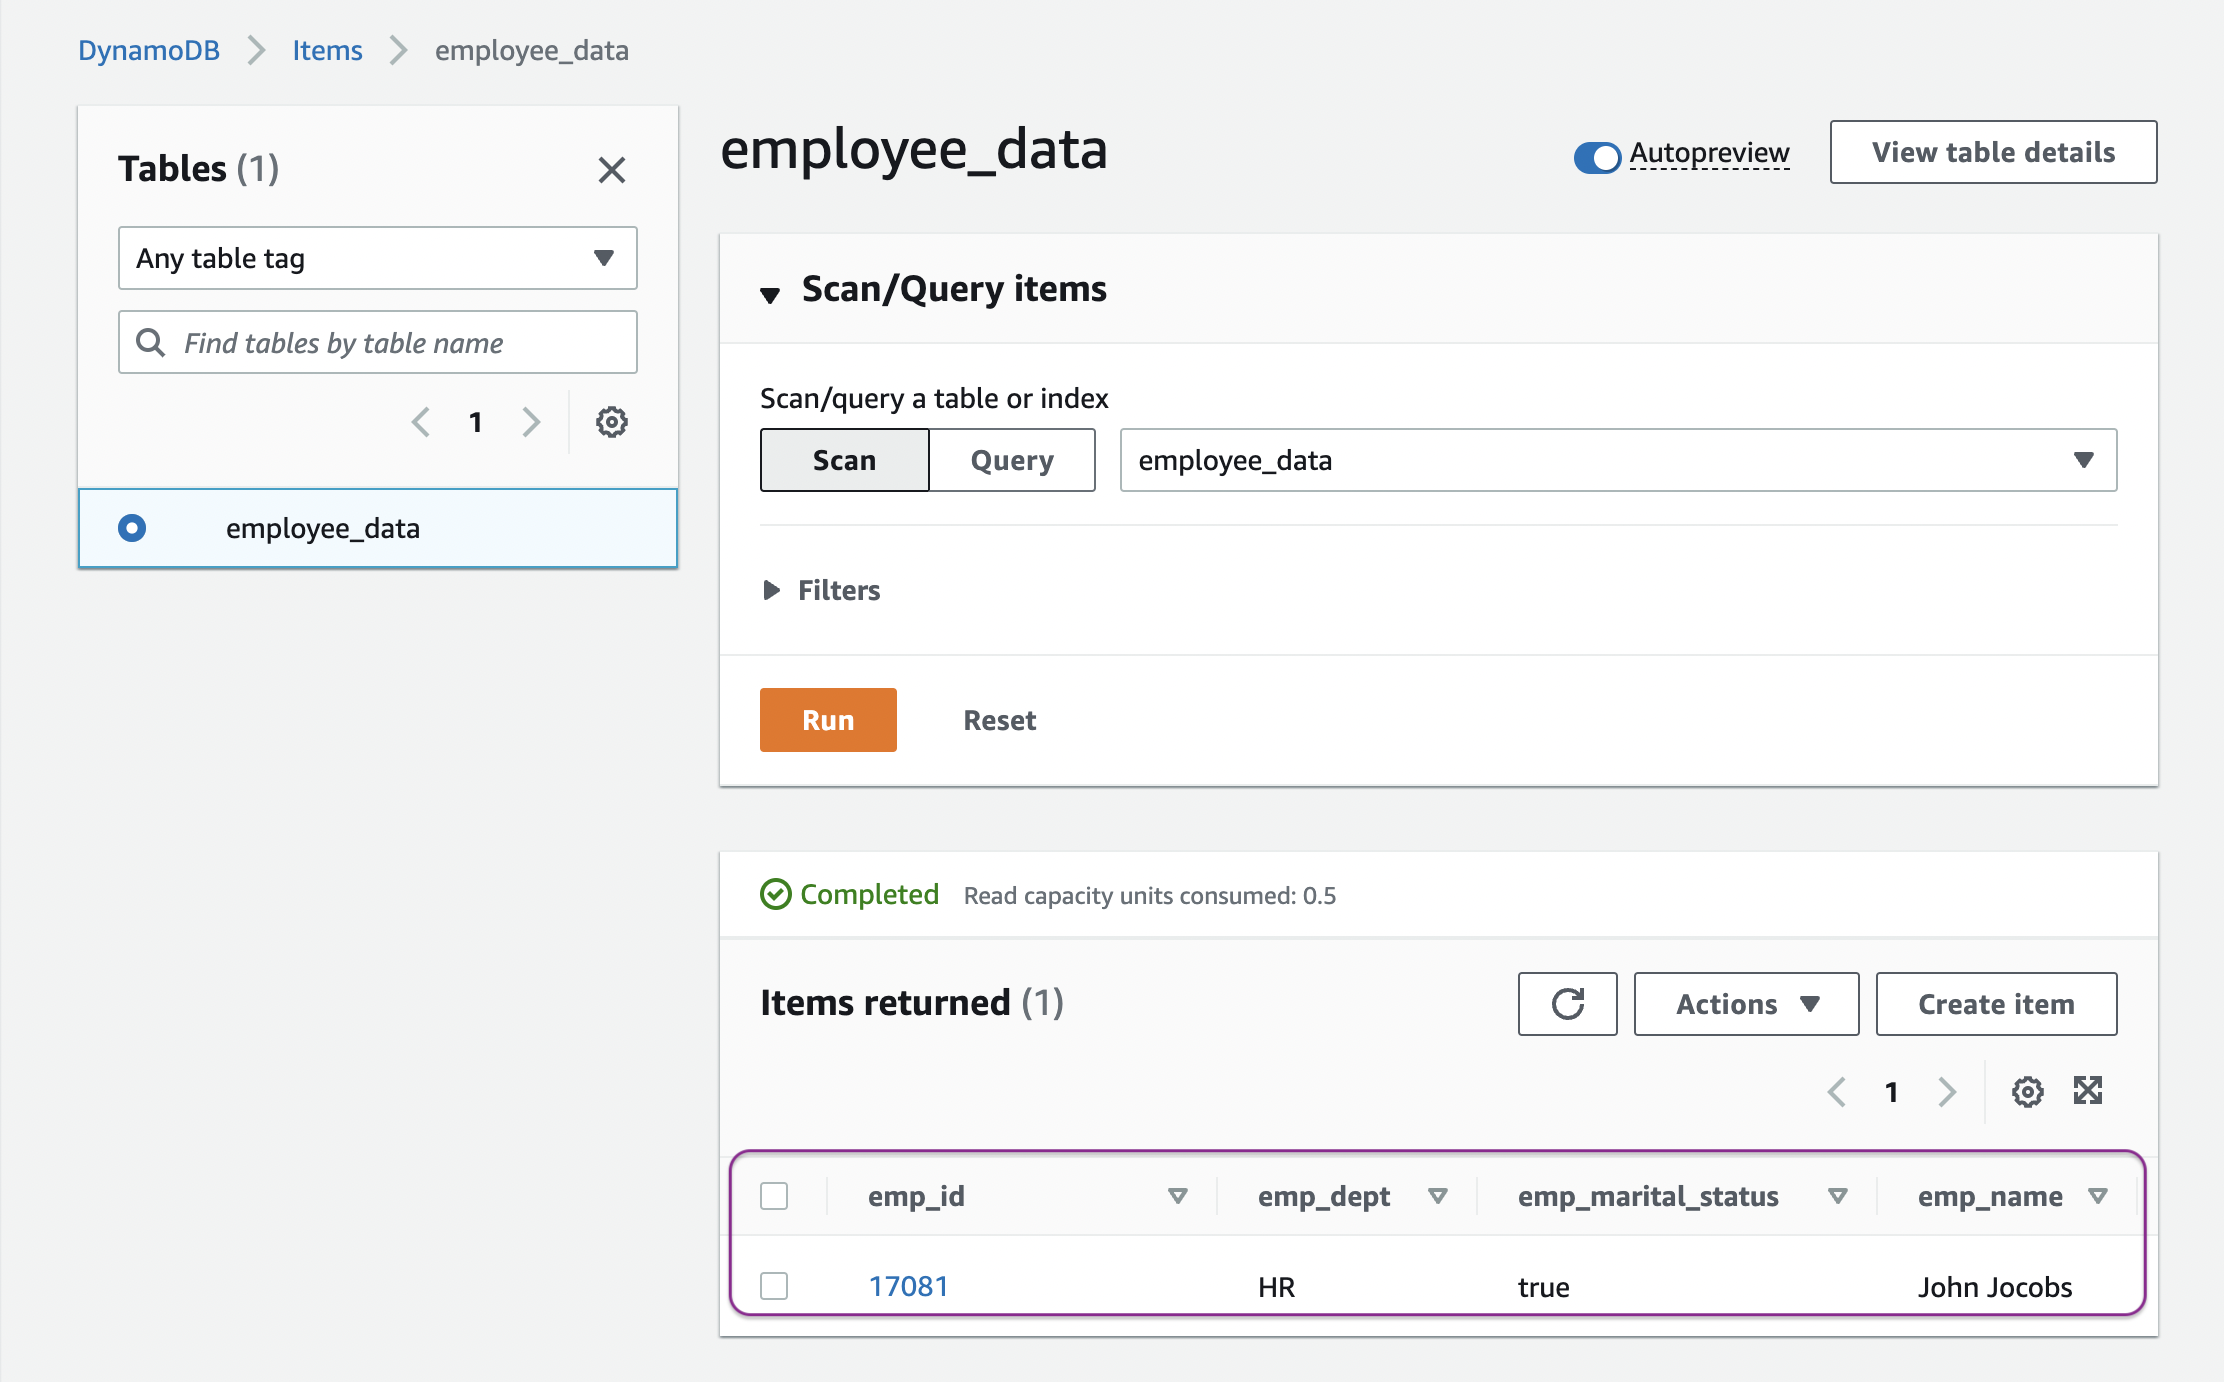 DynamoDB Items employee_data
Tables (1)
Any table tag
Find tables by table name
1
employee_data
employee_data
Autopreview
View table details
Scan/Query items
Scan/query a table or index
Scan Query employee_data
Filters
Run Reset
Completed Read capacity units consumed: 0.5
Items returned (1)
Actions Create item
1
emp_id emp_dept emp_marital_status emp_name
17081 HR true John Jocobs